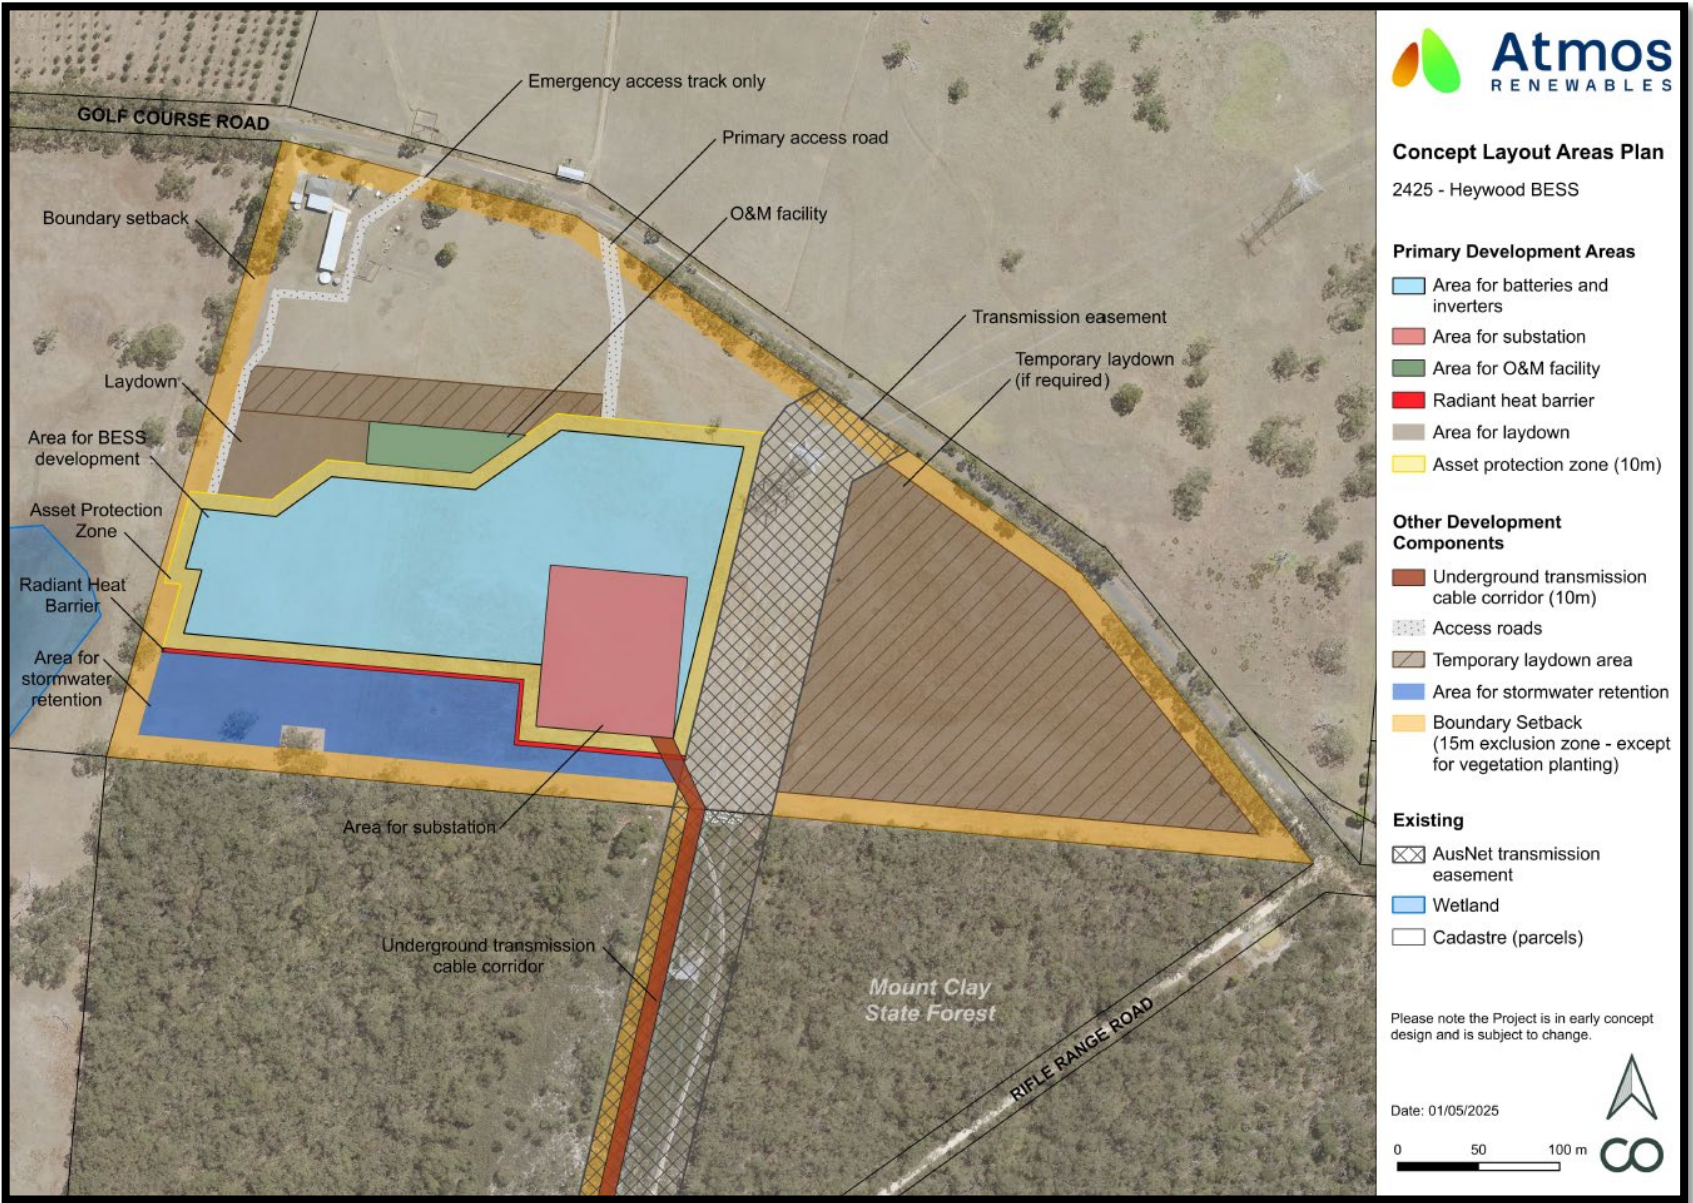 Emergency access track only
GOLF COURSE ROAD
Primary access road
Boundary setback
O&M facility
Transmission easement
Temporary laydown
(if required)
Laydown
Area for BESS
development
Asset Protection
Zone
Radiant Heat
Barrier
Area for
stormwater
retention
Area for substation
Underground transmission
cable corridor
Mount Clay
State Forest
RIFLE RANGE ROAD
Atmos
RENEWABLES
Concept Layout Areas Plan
2425 - Heywood BESS
Primary Development Areas
Area for batteries and
inverters
Area for substation
Area for O&M facility
Radiant heat barrier
Area for laydown
Asset protection zone (10m)
Other Development
Components
Underground transmission
cable corridor (10m)
Access roads
Temporary laydown area
Area for stormwater retention
Boundary Setback
(15m exclusion zone - except
for vegetation planting)
Existing
AusNet transmission
easement
Wetland
Cadastre (parcels)
Please note the Project is in early concept
design and is subject to change.
Date: 01/05/2025
0 50 100 m